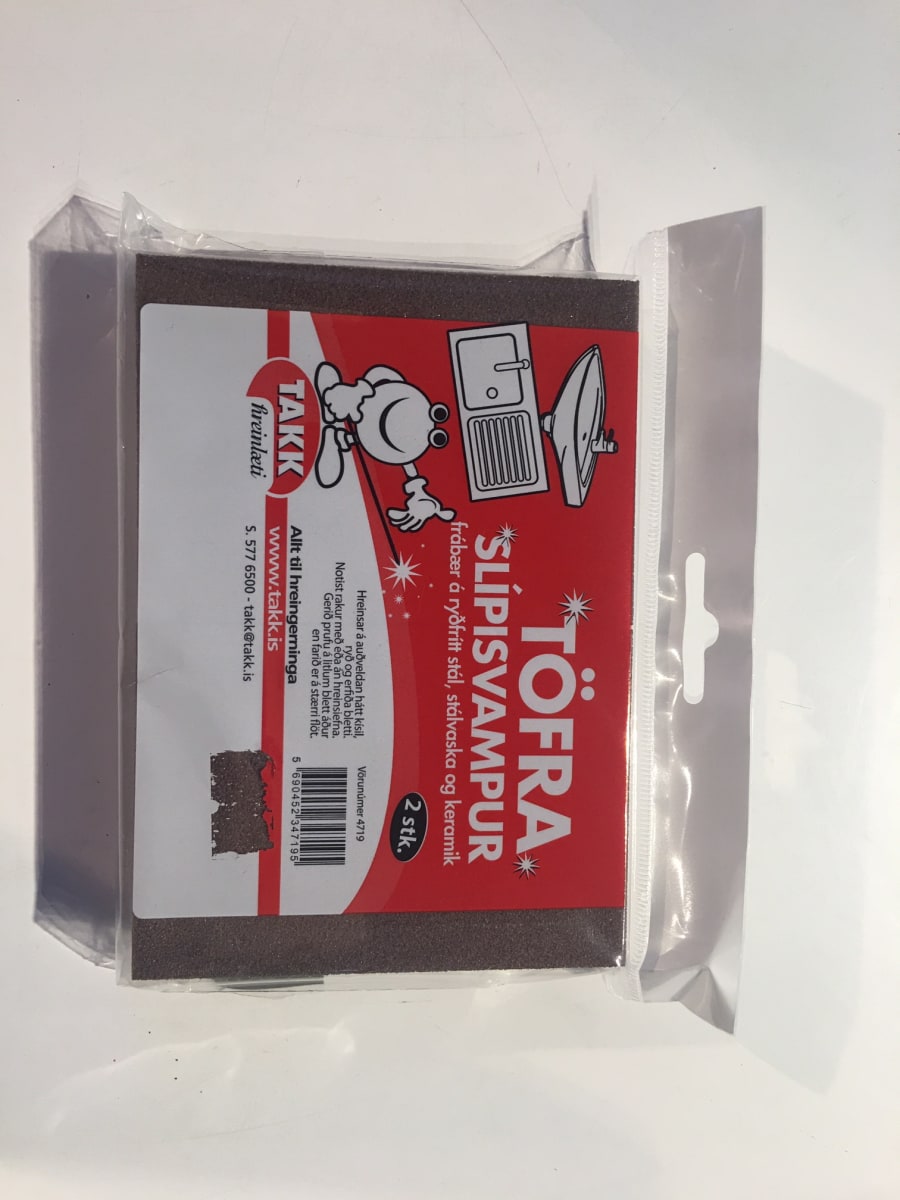 TÖFRA
SLÍPISVAMPUR
frábær á ryðfrítt stál, stálvaska og keramik
2 stk.
Hreinsar á auðveldan hátt kísil,
ryð og erfiða bletti.
Notist rakur með eða án hreinsiefna.
Gerið prufu á litlum blett áður
en farið er á stærri flöt.
Vörunúmer 4719
5 690452 347195
TAKK
hreinlæti
Allt til hreingerninga
www.takk.is
S. 577 6500 - takk@takk.is